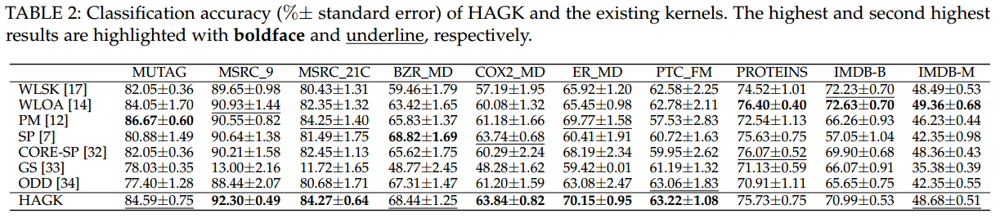 TABLE 2: Classification accuracy (%± standard error) of HAGK and the existing kernels. The highest and second highest
results are highlighted with boldface and underline, respectively.
MUTAG MSRC_9 MSRC_21C BZR_MD COX2_MD ER_MD PTC_FM PROTEINS IMDB-B IMDB-M
WLSK [17] 82.05±0.36 89.65±0.98 80.43±1.31 59.46±1.79 57.19±1.95 65.92±1.20 62.58±2.25 74.52±1.01 72.23±0.70 48.49±0.53
WLOA [14] 84.05±1.70 90.93±1.44 82.35±1.32 63.42±1.65 60.08±1.32 65.45±0.98 62.78±2.11 76.40±0.40 72.63±0.70 49.36±0.68
PM [12] 86.67±0.60 90.55±0.82 84.25±1.40 65.83±1.37 61.18±1.66 69.77±1.58 57.53±2.83 72.54±1.13 66.26±0.93 46.23±0.44
SP [7] 80.88±1.49 90.64±1.38 81.49±1.75 68.82±1.69 63.74±0.68 60.41±1.91 60.72±1.63 75.63±0.75 57.05±1.04 42.35±0.98
CORE-SP [32] 82.05±0.36 90.21±1.58 82.45±1.13 65.62±1.75 60.29±2.24 68.19±2.34 59.95±2.62 76.07±0.52 69.90±0.68 48.36±0.43
GS [33] 78.03±0.35 13.00±2.16 11.72±1.65 48.77±2.45 48.28±1.62 59.42±0.01 61.19±1.32 71.13±0.59 66.07±0.91 35.38±0.39
ODD [34] 77.40±1.28 88.44±2.07 80.68±1.71 67.31±1.47 61.20±1.59 63.08±2.47 63.06±1.83 70.91±1.11 65.65±0.75 42.35±0.55
HAGK 84.59±0.75 92.30±0.49 84.27±0.64 68.44±1.25 63.84±0.82 70.15±0.95 63.22±1.08 75.73±0.75 70.99±0.53 48.68±0.51